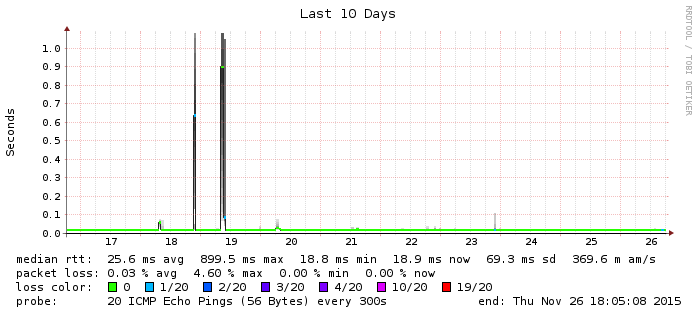 Last 10 Days
RRDTOOL / TOBI OETIKER
Seconds
1.0
0.9
0.8
0.7
0.6
0.5
0.4
0.3
0.2
0.1
0.0
17 18 19 20 21 22 23 24 25 26
median rtt: 25.6 ms avg 899.5 ms max 18.8 ms min 18.9 ms now 69.3 ms sd 369.6 m am/s
packet loss: 0.03 % avg 4.60 % max 0.00 % min 0.00 % now
loss color: 0 1/20 2/20 3/20 4/20 10/20 19/20
probe: 20 ICMP Echo Pings (56 Bytes) every 300s end: Thu Nov 26 18:05:08 2015